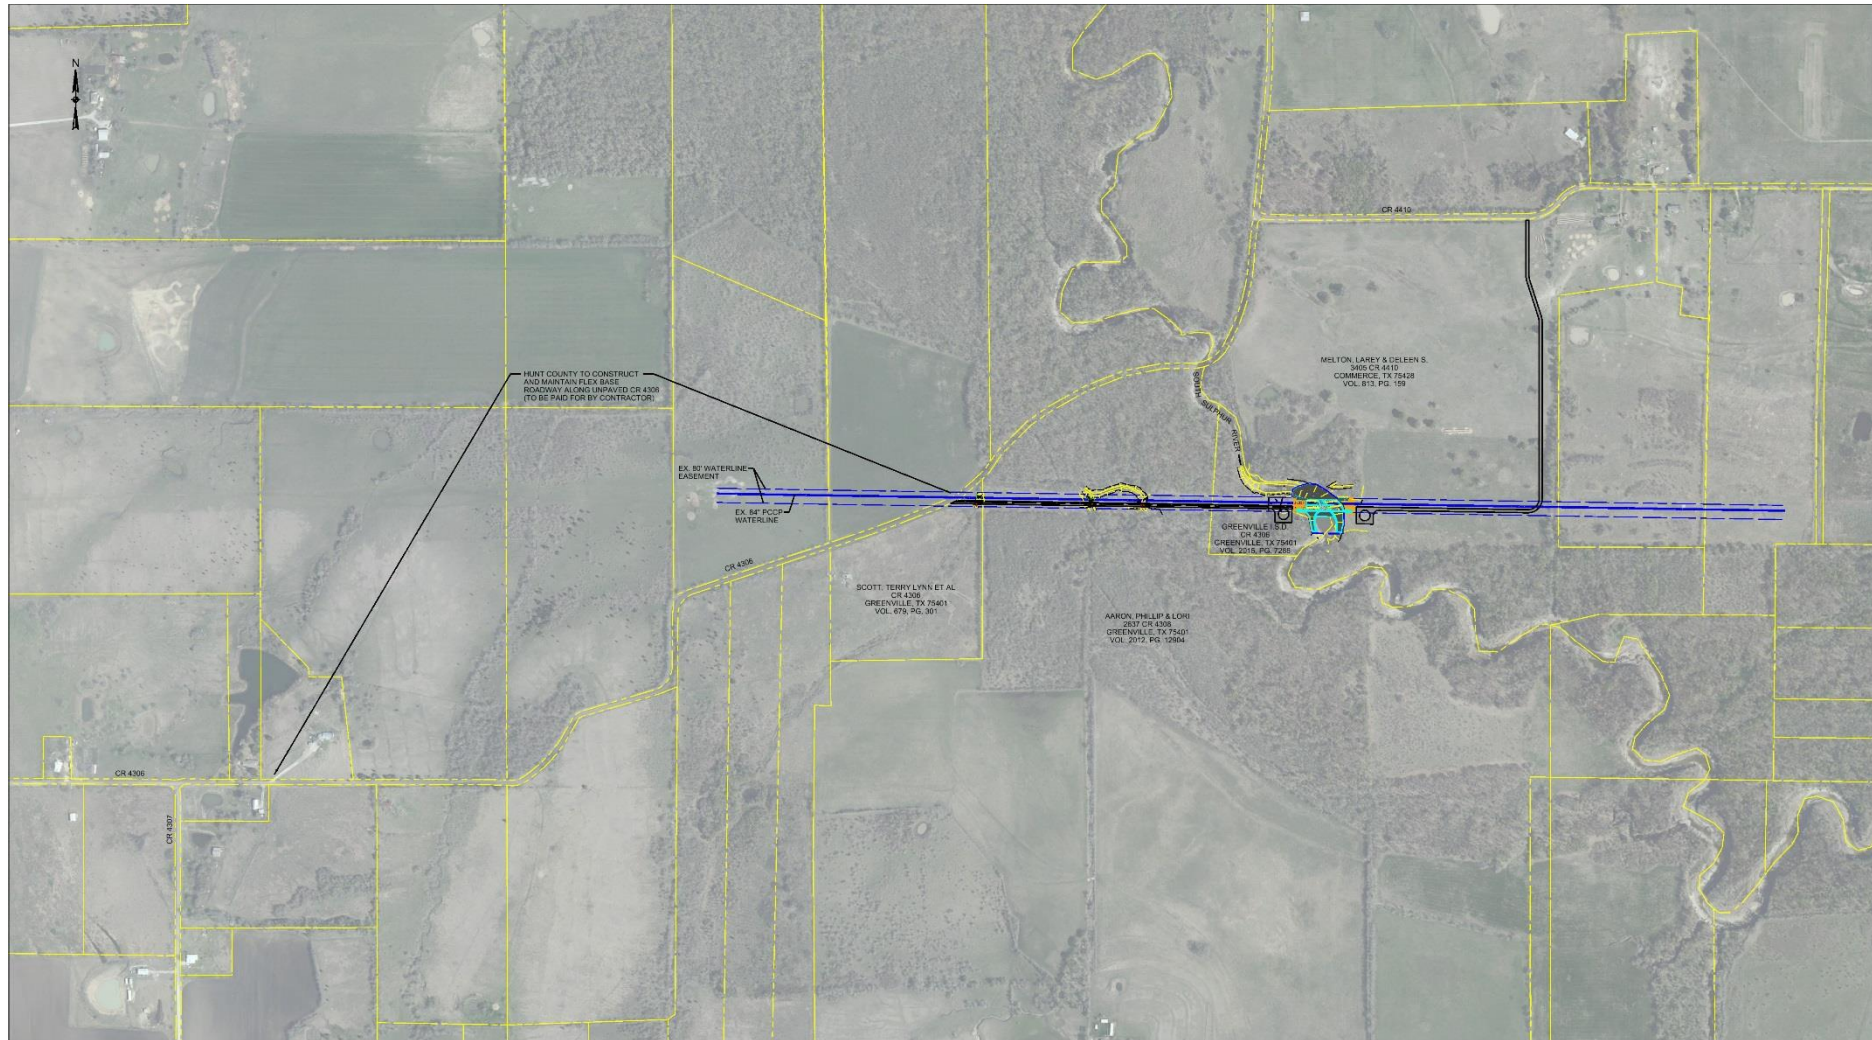 N
CR 4410
MELTON, LAREY & DELEEN S.
3405 CR 4410
COMMERCE, TX 75428
VOL. 813, PG. 159
HUNT COUNTY TO CONSTRUCT
AND MAINTAIN FLEX BASE
ROADWAY ALONG UNPAVED CR 4306
(TO BE PAID FOR BY CONTRACTOR)
SOUTH SULPHUR RIVER
EX. 80' WATERLINE
EASEMENT
EX. 84" PCCP
WATERLINE
GREENVILLE I.S.D.
CR 4306
GREENVILLE, TX 75401
VOL. 2015, PG. 7286
CR 4306
SCOTT, TERRY LYNN ET AL
CR 4306
GREENVILLE, TX 75401
VOL. 679, PG. 301
AARON, PHILLIP & LORI
2637 CR 4308
GREENVILLE, TX 75401
VOL. 2012, PG. 12904
CR 4306
CR 4307